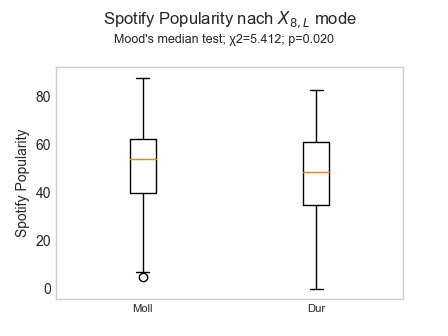 Spotify Popularity nach X8, L mode
Mood's median test; χ2=5.412; p=0.020
Spotify Popularity
80
60
40
20
0
Moll Dur